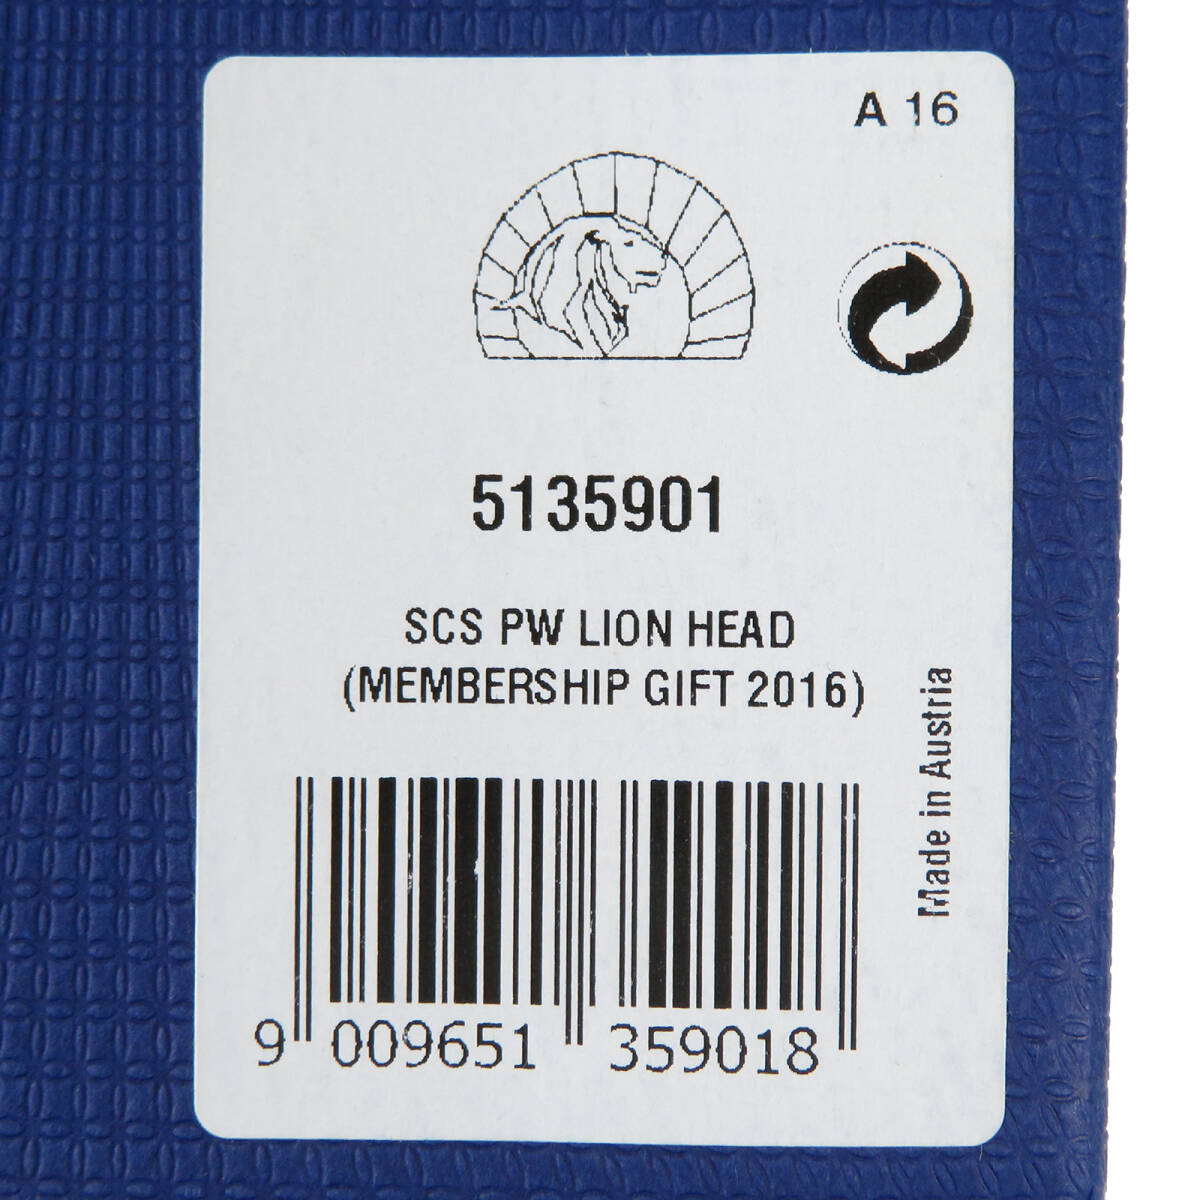 A 16
5135901
SCS PW LION HEAD
(MEMBERSHIP GIFT 2016)
Made in Austria
9 009651 359018